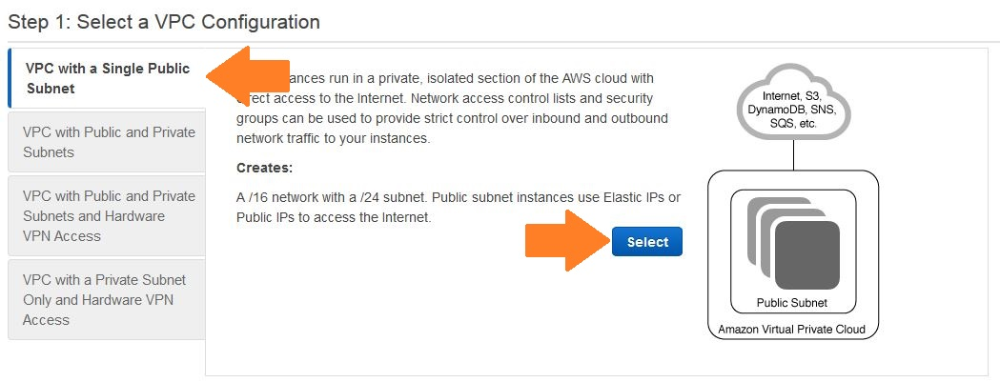 Step 1: Select a VPC Configuration
VPC with a Single Public
Subnet
VPC with Public and Private
Subnets
VPC with Public and Private
Subnets and Hardware
VPN Access
VPC with a Private Subnet
Only and Hardware VPN
Access
ances run in a private, isolated section of the AWS cloud with
direct access to the Internet. Network access control lists and security
groups can be used to provide strict control over inbound and outbound
network traffic to your instances.
Creates:
A /16 network with a /24 subnet. Public subnet instances use Elastic IPs or
Public IPs to access the Internet.
Select
Internet, S3,
DynamoDB, SNS,
SQS, etc.
Public Subnet
Amazon Virtual Private Cloud